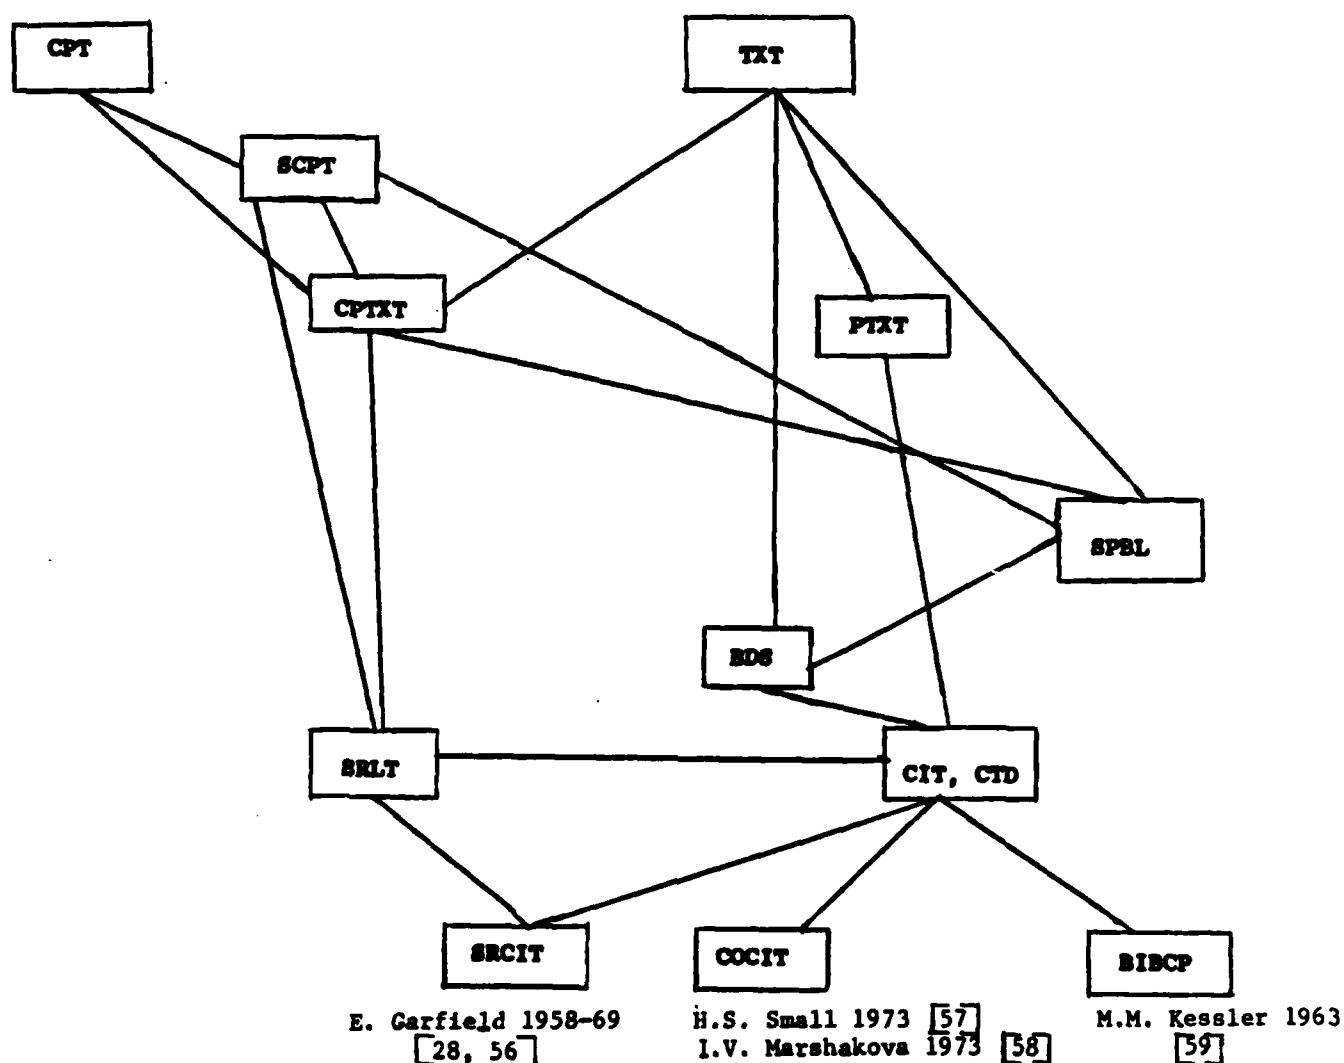 CPT
TXT
SCPT
CPTXT
PTXT
SPBL
BDS
SRLT
CIT, CTD
SRCIT
COCIT
BIBCP
E. Garfield 1958-69
[28, 56]
H.S. Small 1973 [57]
I.V. Marshakova 1973 [58]
M.M. Kessler 1963
[59]